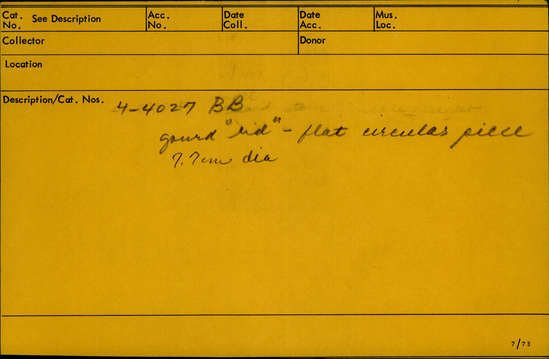 Cat. No. See Description Acc. No. Date Coll. Date Acc. Mus. Loc.
Collector Donor
Location
Description/Cat. Nos. 4-4027 BB
gourd "lid" - flat circular piece
7.7cm dia
7/73